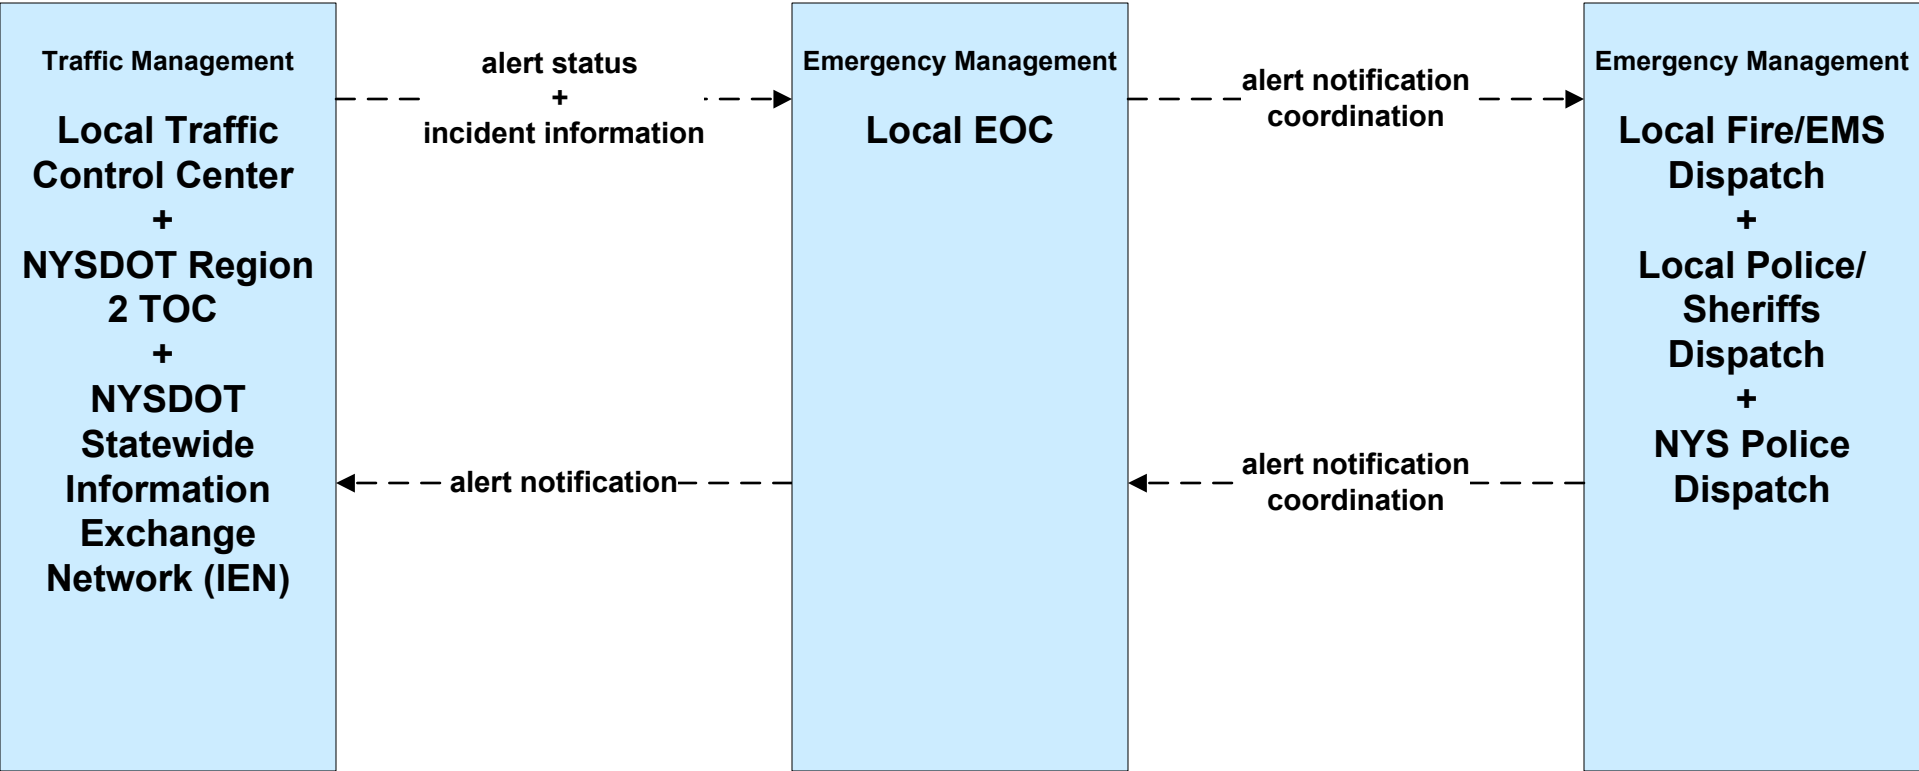 Traffic Management
Local Traffic
Control Center
+
NYSDOT Region
2 TOC
+
NYSDOT
Statewide
Information
Exchange
Network (IEN)
alert status
+
incident information
alert notification
Emergency Management
Local EOC
alert notification
coordination
alert notification
coordination
Emergency Management
Local Fire/EMS
Dispatch
+
Local Police/
Sheriffs
Dispatch
+
NYS Police
Dispatch